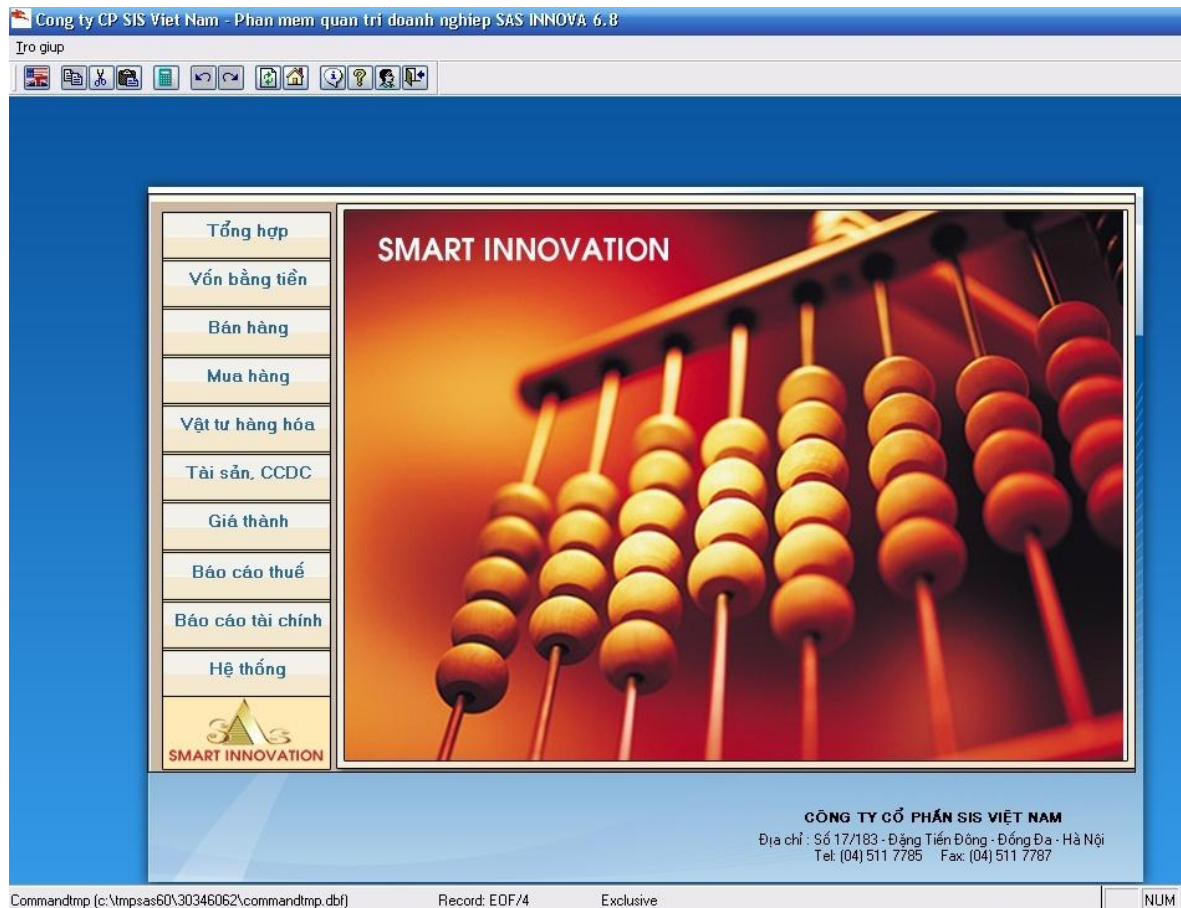 Cong ty CP SIS Viet Nam - Phan mem quan tri doanh nghiep SAS INNOVA 6.8
Tro giup
SMART INNOVATION
Tổng hợp
Vốn bằng tiền
Bán hàng
Mua hàng
Vật tư hàng hóa
Tài sản, CCDC
Giá thành
Báo cáo thuế
Báo cáo tài chính
Hệ thống
SAS
SMART INNOVATION
CÔNG TY CỔ PHẦN SIS VIỆT NAM
Địa chỉ : Số 17/183 - Đặng Tiến Đông - Đống Đa - Hà Nội
Tel: (04) 511 7785 Fax: (04) 511 7787
Commandtmp (c:\tmpsas60\30346062\commandtmp.dbf) Record: EOF/4 Exclusive NUM